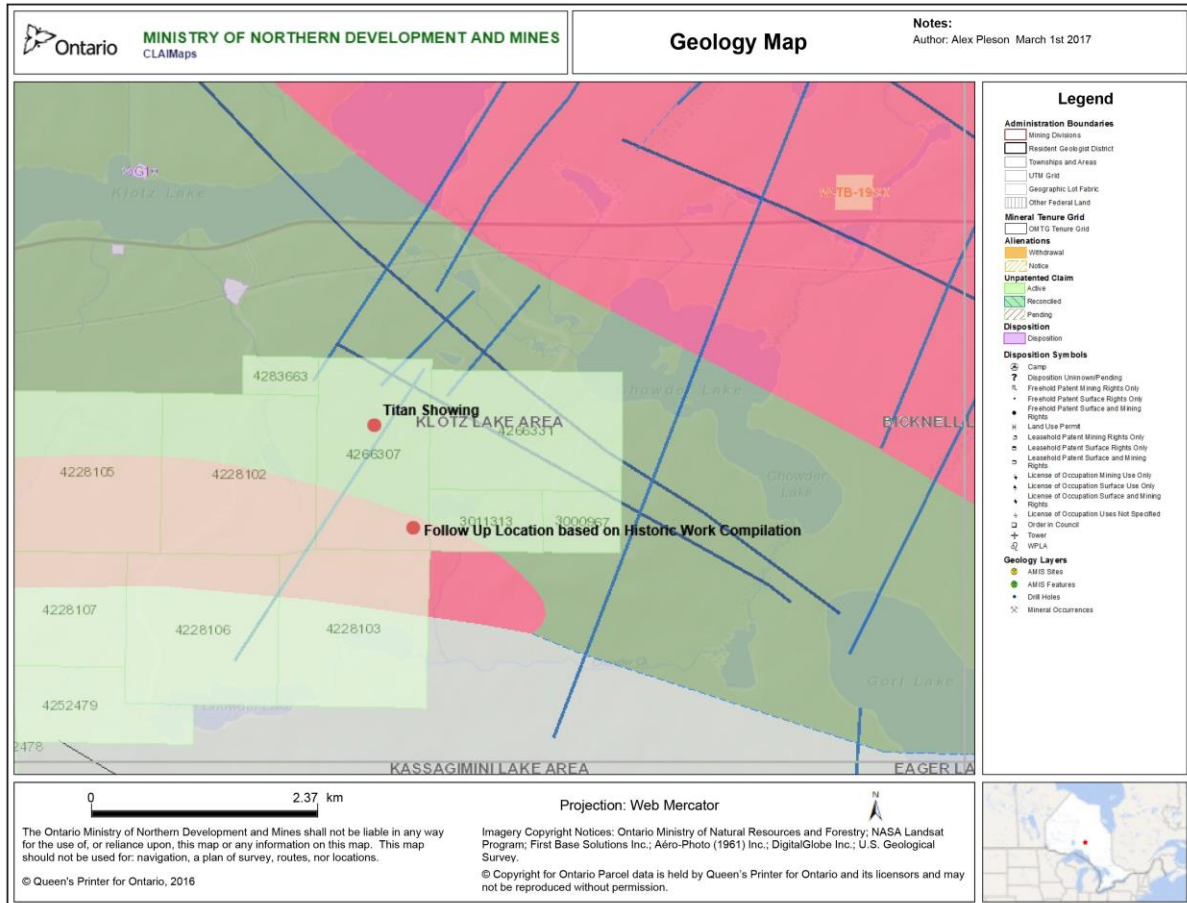 Ontario
MINISTRY OF NORTHERN DEVELOPMENT AND MINES
CLAIMaps
Geology Map
Notes:
Author: Alex Pleson March 1st 2017
Klotz Lake
G1
TB-19
4283663
Titan Showing
KLOTZ LAKE AREA
4266331
4266307
Chowder Lake
BICKNELL L
4228105
4228102
Chowder
Lake
3011313
3000967
Follow Up Location based on Historic Work Compilation
4228107
4228106
4228103
Gort Lake
4252479
2478
KASSAGIMINI LAKE AREA
EAGER LA
Legend
Administration Boundaries
Mining Divisions
Resident Geologist District
Townships and Areas
UTM Grid
Geographic Lot Fabric
Other Federal Land
Mineral Tenure Grid
OMTG Tenure Grid
Alienations
Withdrawal
Notice
Unpatented Claim
Active
Reconciled
Pending
Disposition
Disposition
Disposition Symbols
Camp
Disposition Unknown/Pending
Freehold Patent Mining Rights Only
Freehold Patent Surface Rights Only
Freehold Patent Surface and Mining
Rights
Land Use Permit
Leasehold Patent Mining Rights Only
Leasehold Patent Surface Rights Only
Leasehold Patent Surface and Mining
Rights
License of Occupation Mining Use Only
License of Occupation Surface Use Only
License of Occupation Surface and Mining
Rights
License of Occupation Uses Not Specified
Order in Council
Tower
WPLA
Geology Layers
AMIS Sites
AMIS Features
Drill Holes
Mineral Occurrences
0 2.37 km
The Ontario Ministry of Northern Development and Mines shall not be liable in any way
for the use of, or reliance upon, this map or any information on this map. This map
should not be used for: navigation, a plan of survey, routes, nor locations.
© Queen's Printer for Ontario, 2016
Projection: Web Mercator
N
Imagery Copyright Notices: Ontario Ministry of Natural Resources and Forestry; NASA Landsat
Program; First Base Solutions Inc.; Aéro-Photo (1961) Inc.; DigitalGlobe Inc.; U.S. Geological
Survey.
© Copyright for Ontario Parcel data is held by Queen's Printer for Ontario and its licensors and may
not be reproduced without permission.